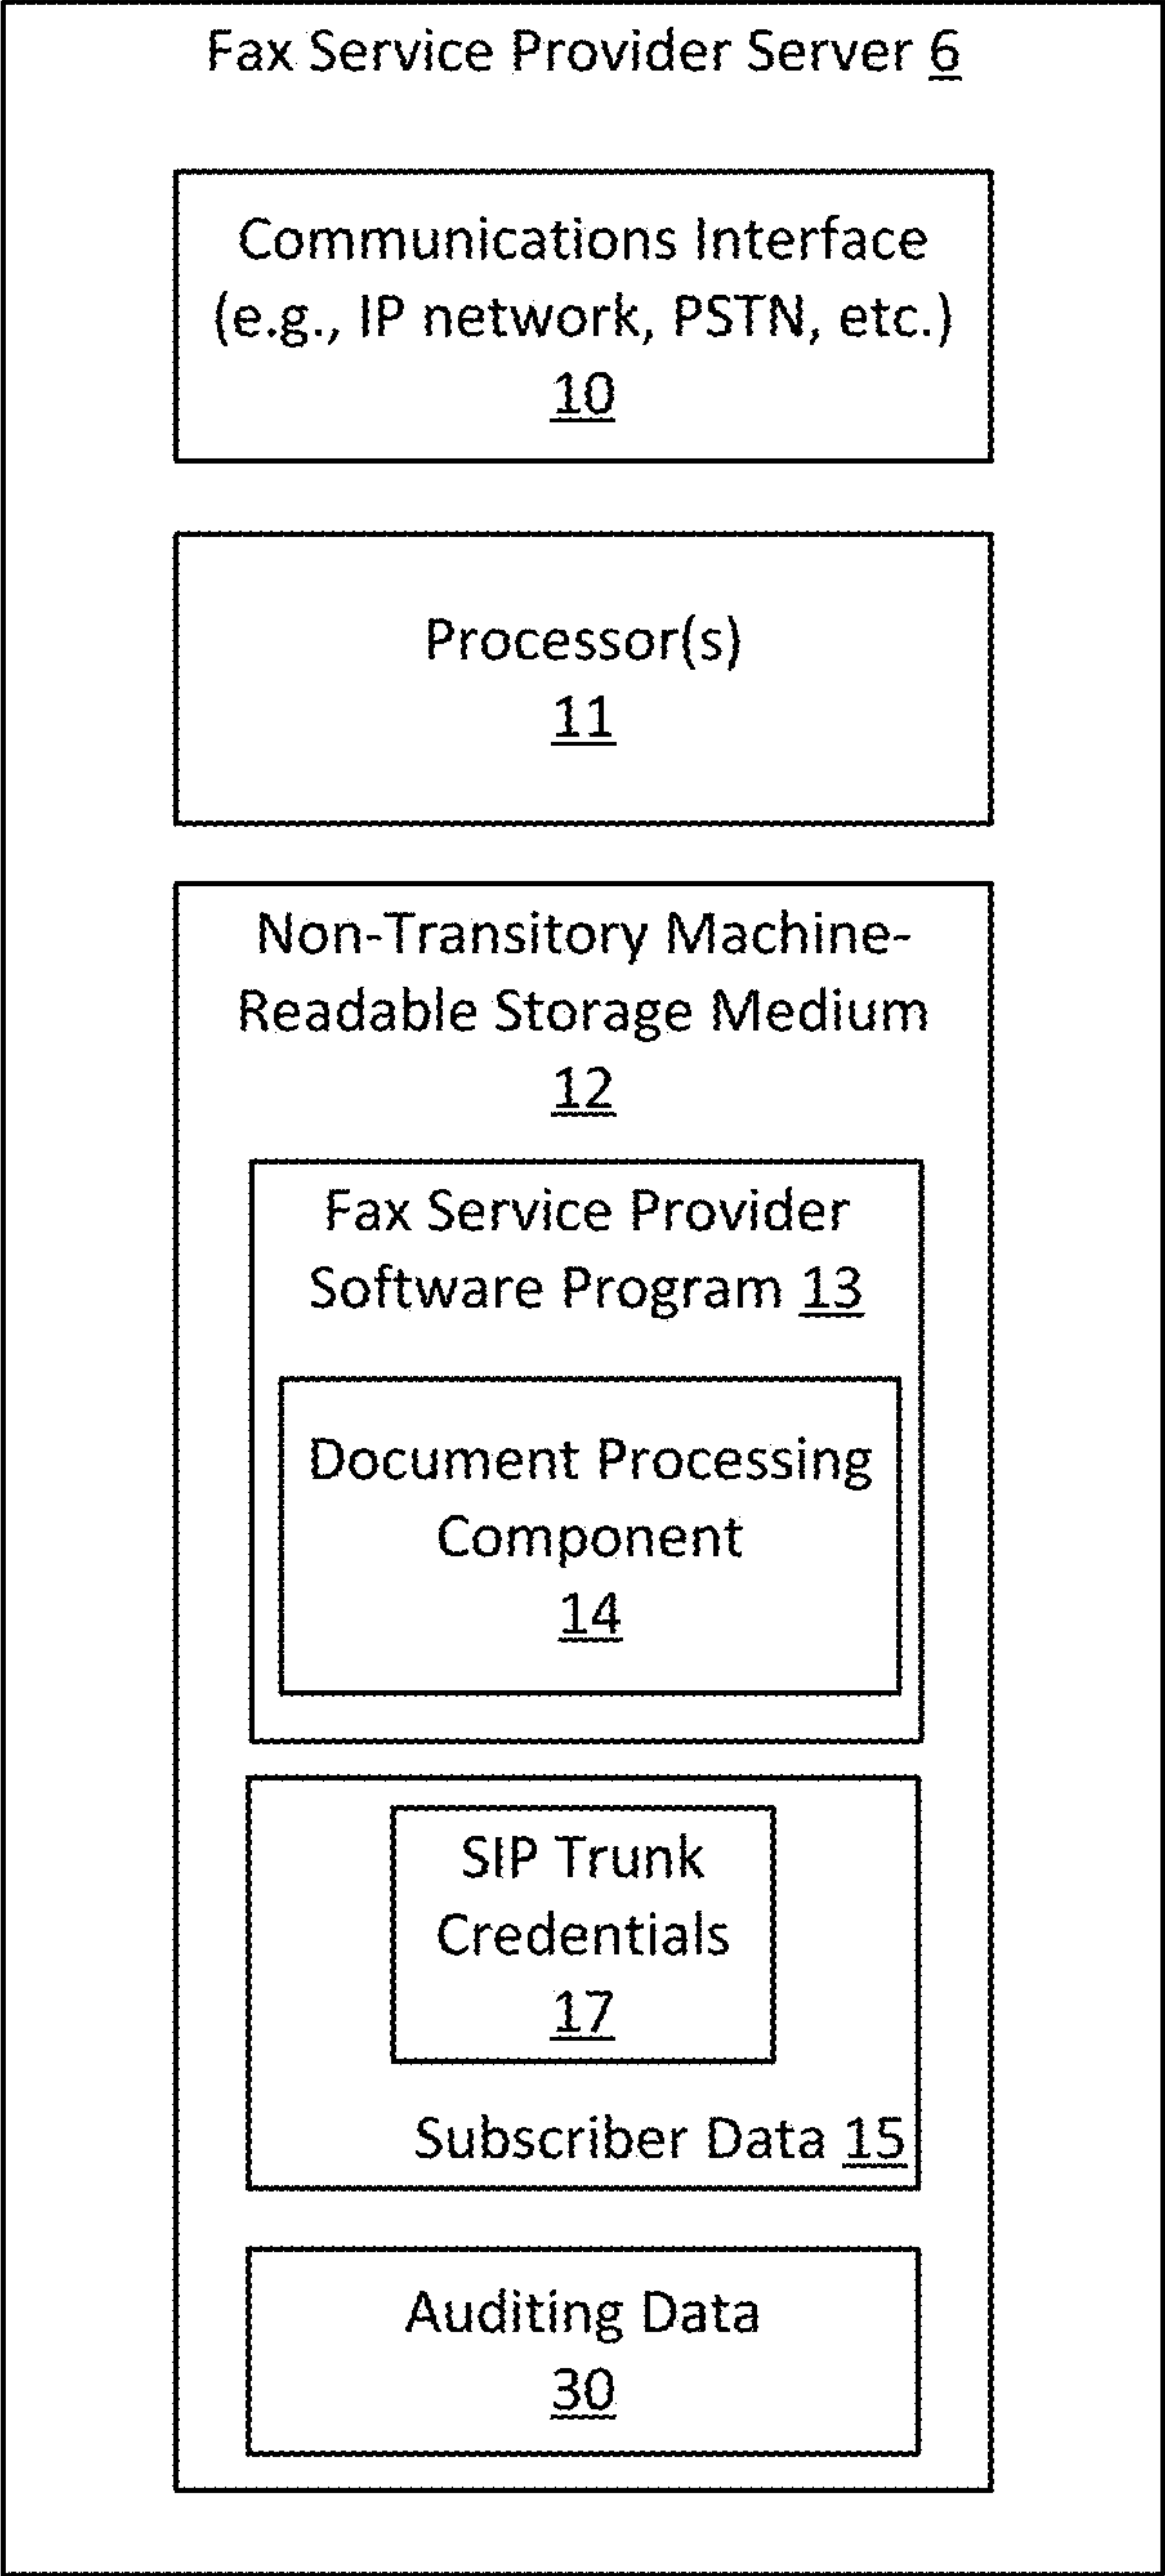 Fax Service Provider Server 6
Communications Interface
(e.g., IP network, PSTN, etc.)
10
Processor(s)
11
Non-Transitory Machine-
Readable Storage Medium
12
Fax Service Provider
Software Program 13
Document Processing
Component
14
SIP Trunk
Credentials
17
Subscriber Data 15
Auditing Data
30